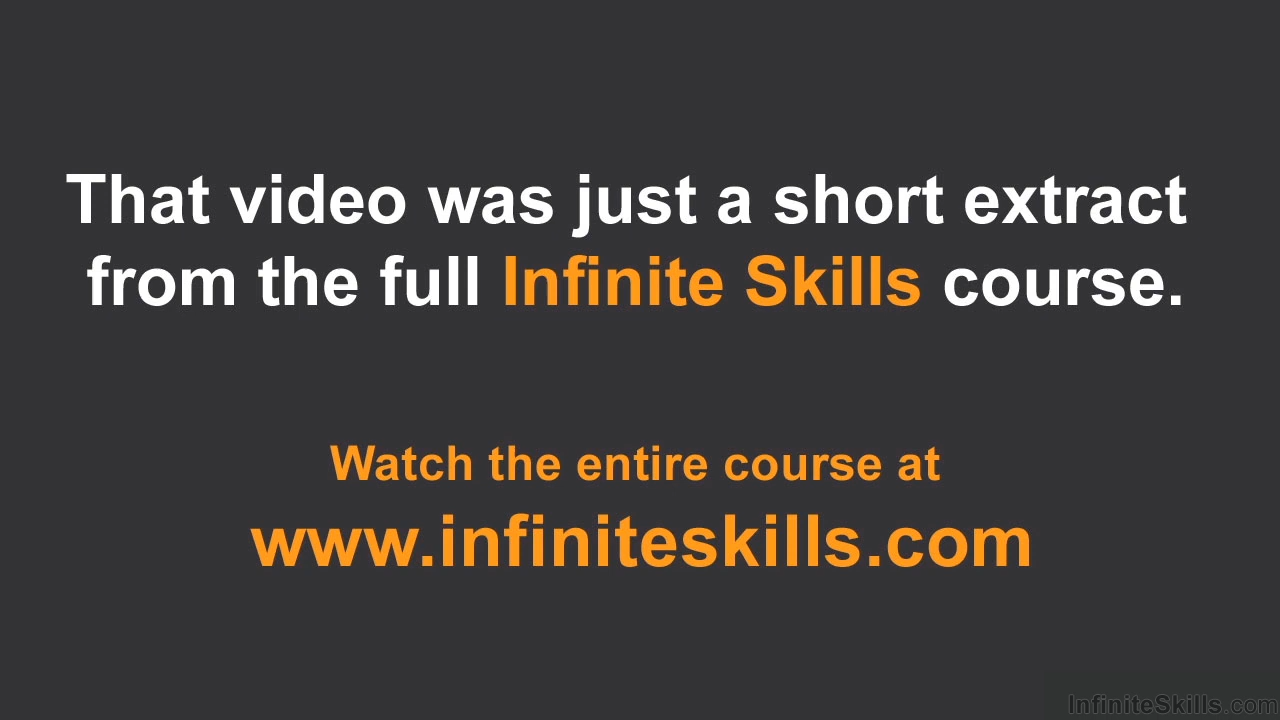 That video was just a short extract
from the full Infinite Skills course.
Watch the entire course at
www.infiniteskills.com
InfiniteSkills.com